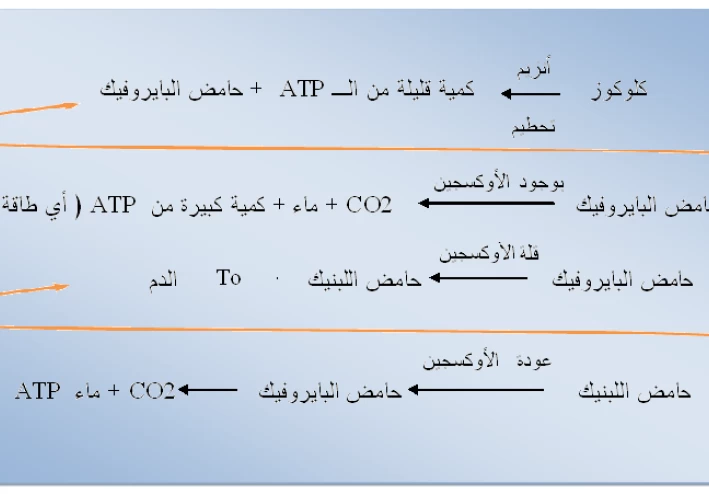 أنزيم
كلوكوز ← كمية قليلة من الــ ATP + حامض البايروفيك
تحطيم
بوجود الأوكسجين
حامض البايروفيك ← CO2 + ماء + كمية كبيرة من ATP ( أي طاقة
قلة الأوكسجين
حامض البايروفيك ← حامض اللبنيك To الدم
عودة الأوكسجين
حامض اللبنيك ← حامض البايروفيك ← CO2 + ماء ATP